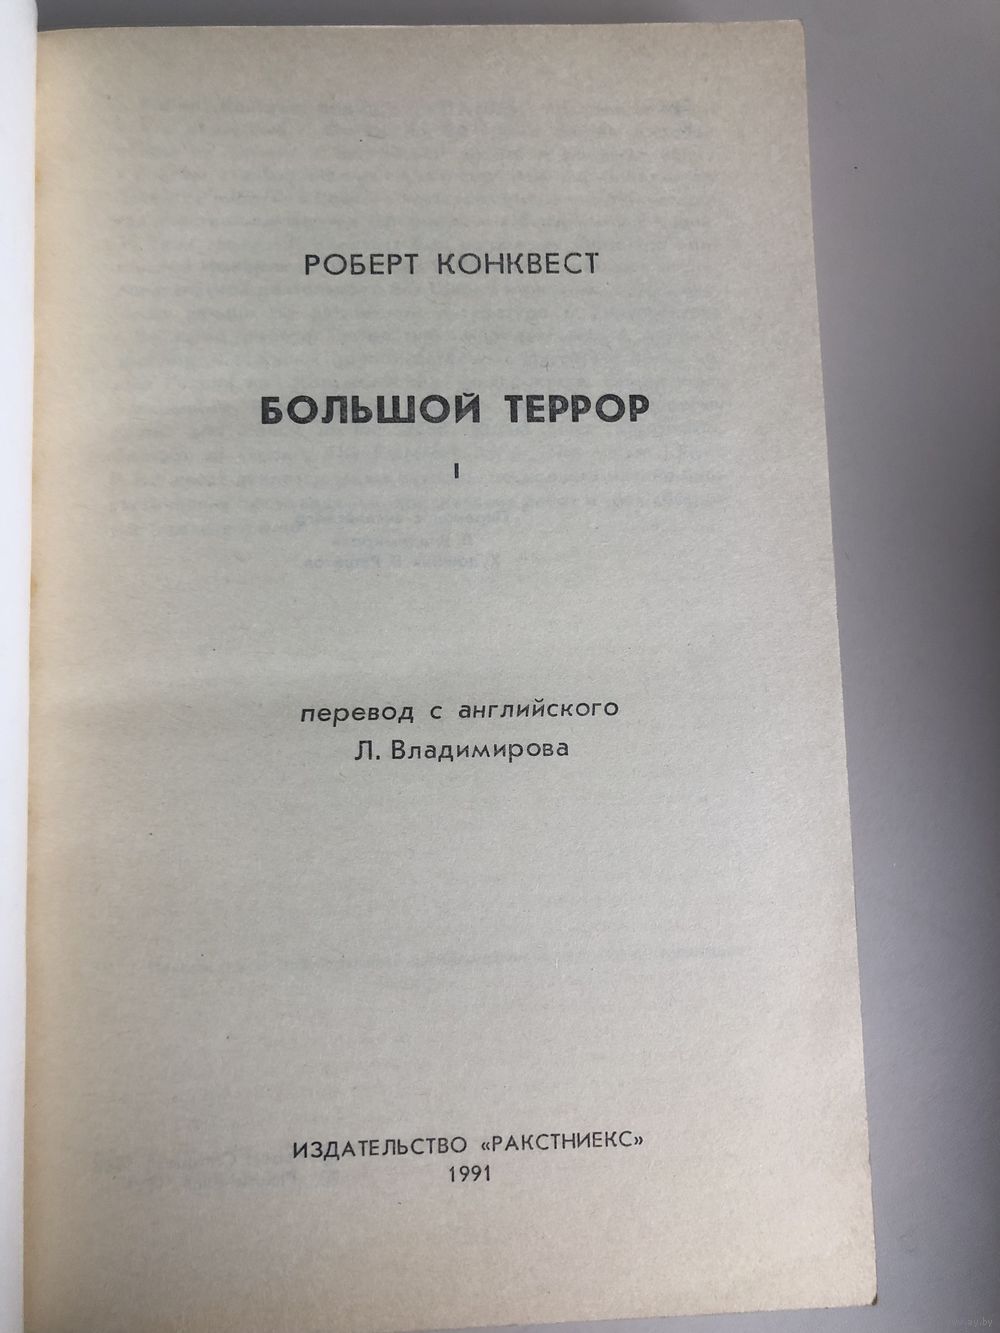 РОБЕРТ КОНКВЕСТ
БОЛЬШОЙ ТЕРРОР
I
перевод с английского
Л. Владимирова
ИЗДАТЕЛЬСТВО «РАКСТНИЕКС»
1991